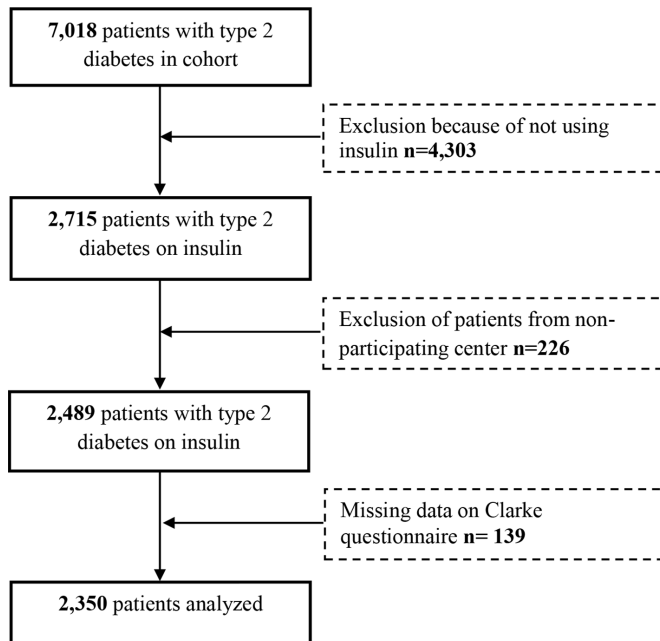 7,018 patients with type 2
diabetes in cohort
Exclusion because of not using
insulin n=4,303
2,715 patients with type 2
diabetes on insulin
Exclusion of patients from non-
participating center n=226
2,489 patients with type 2
diabetes on insulin
Missing data on Clarke
questionnaire n= 139
2,350 patients analyzed